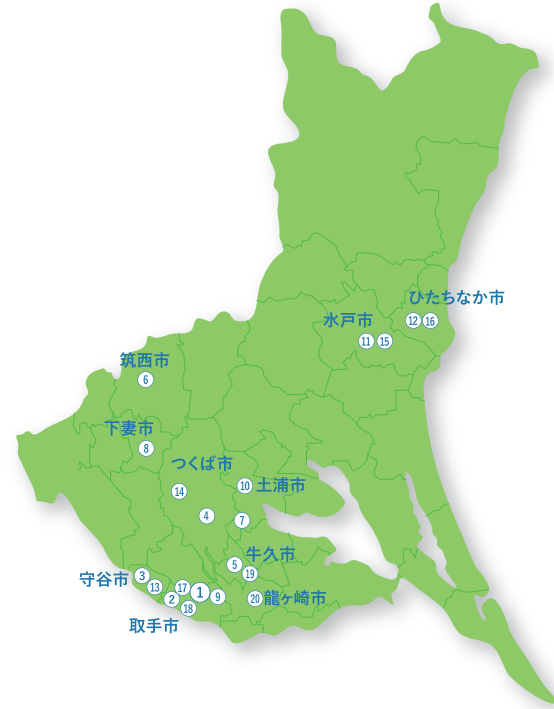 ひたちなか市
⑫ ⑯
水戸市
⑪ ⑮
筑西市
⑥
下妻市
⑧
つくば市
⑭
⑩ 土浦市
④
⑦
牛久市
⑤
⑲
守谷市 ③
⑬
⑰ ① ⑨
② ⑱
⑳ 龍ヶ崎市
取手市